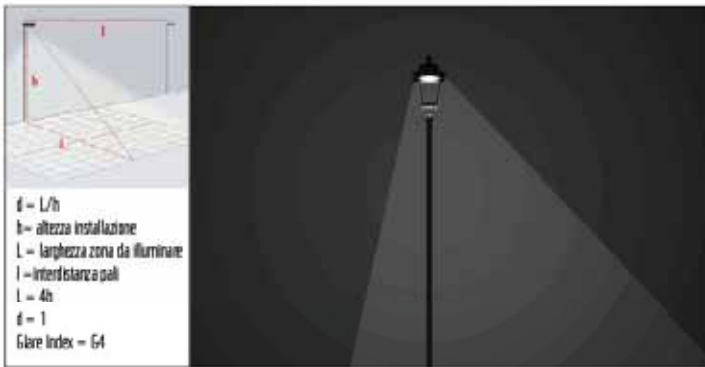 l
h
L
d = L/h
h= altezza installazione
L = larghezza zona da illuminare
l =interdistanza pali
l = 4h
d = 1
Glare Index = G4